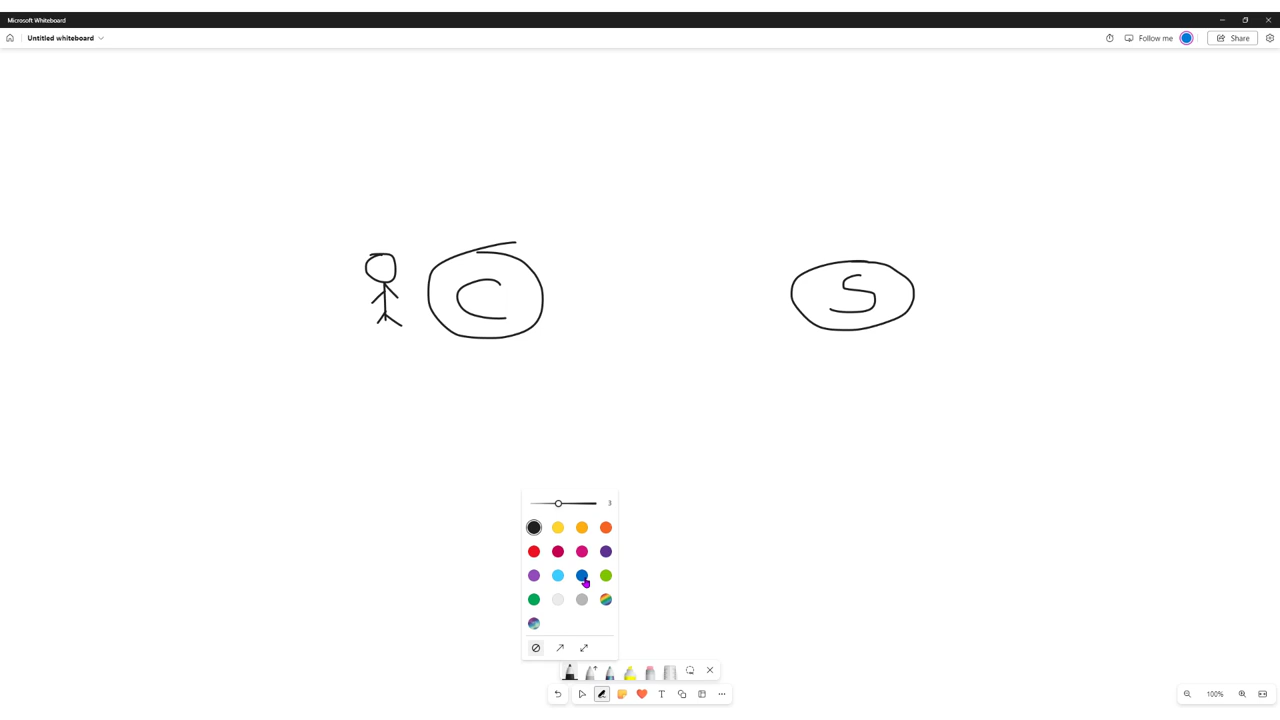 Microsoft Whiteboard
Untitled whiteboard
Follow me
Share
C
S
3
T
100%